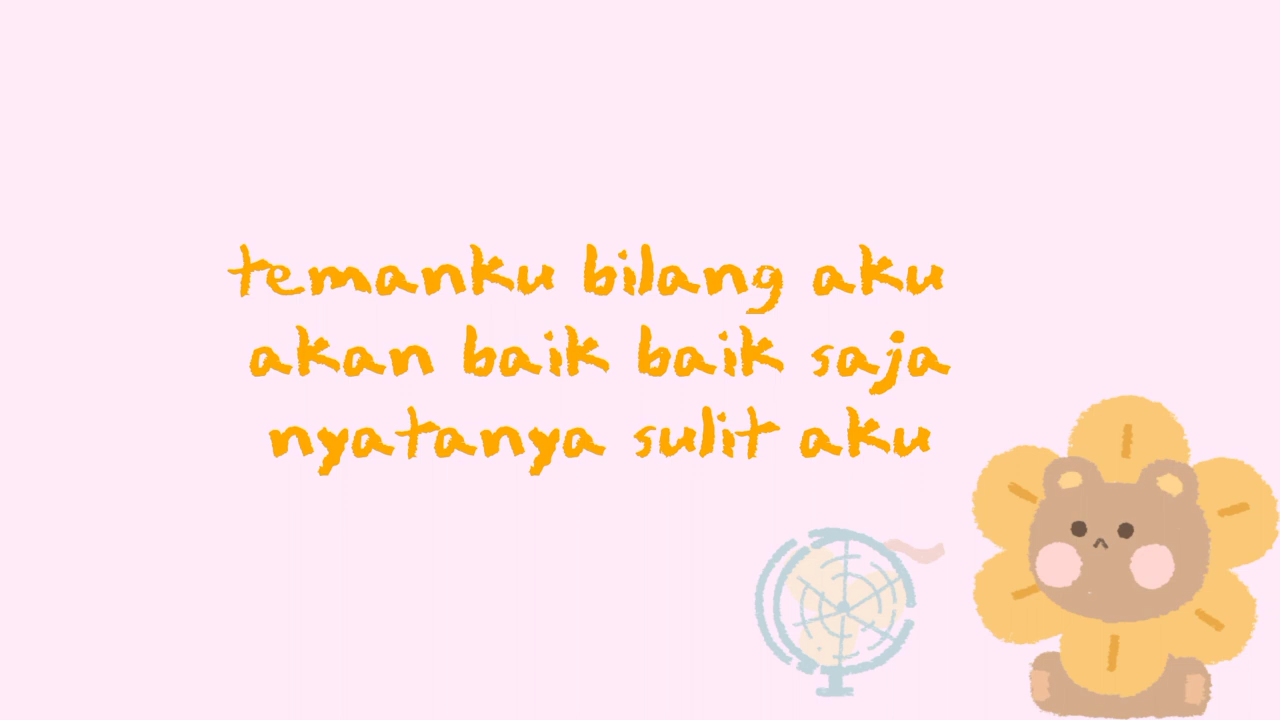 temanku bilang aku
akan baik baik saja
nyatanya sulit aku